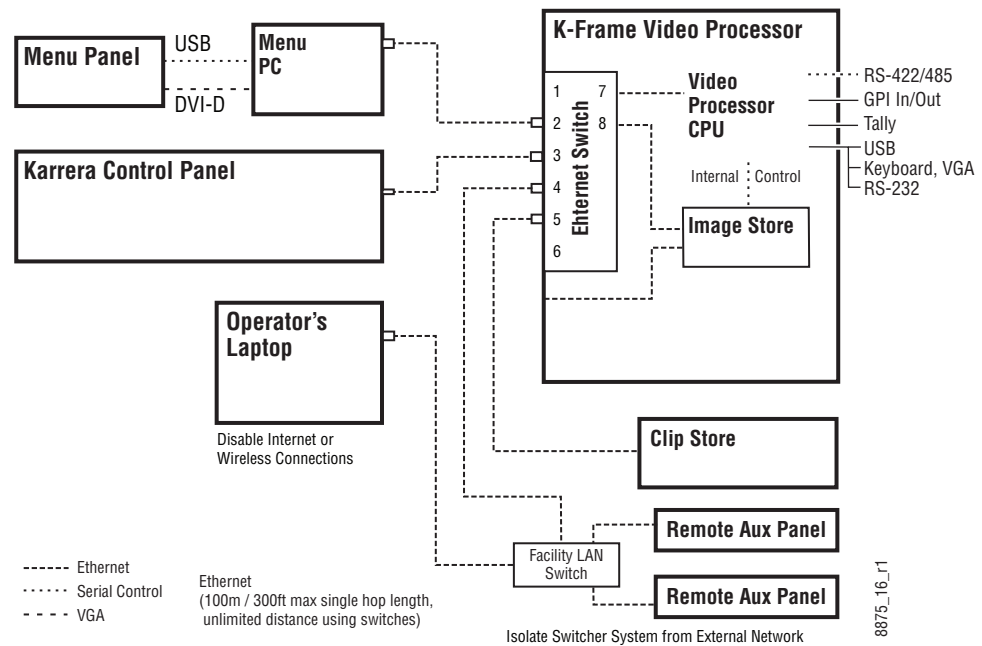 K-Frame Video Processor
Menu Panel
USB
DVI-D
Menu
PC
1
2
3
4
5
6
7
8
Ehternet Switch
Video
Processor
CPU
RS-422/485
GPI In/Out
Tally
USB
Keyboard, VGA
RS-232
Internal
Control
Image Store
Karrera Control Panel
Operator's
Laptop
Disable Internet or
Wireless Connections
Clip Store
Remote Aux Panel
Facility LAN
Switch
Remote Aux Panel
Ethernet
Serial Control
VGA
Ethernet
(100m / 300ft max single hop length,
unlimited distance using switches)
Isolate Switcher System from External Network
8875_16_r1